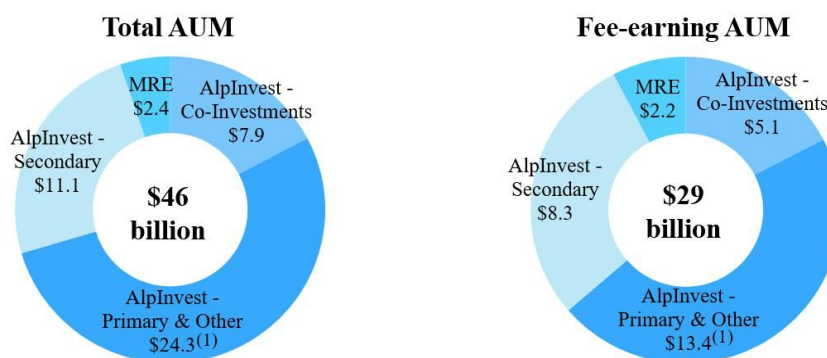 Total AUM
MRE
$2.4
AlpInvest -
Co-Investments
$7.9
AlpInvest -
Secondary
$11.1
$46
billion
AlpInvest -
Primary & Other
$24.3(1)
Fee-earning AUM
MRE
$2.2
AlpInvest -
Co-Investments
$5.1
AlpInvest -
Secondary
$8.3
$29
billion
AlpInvest -
Primary & Other
$13.4(1)